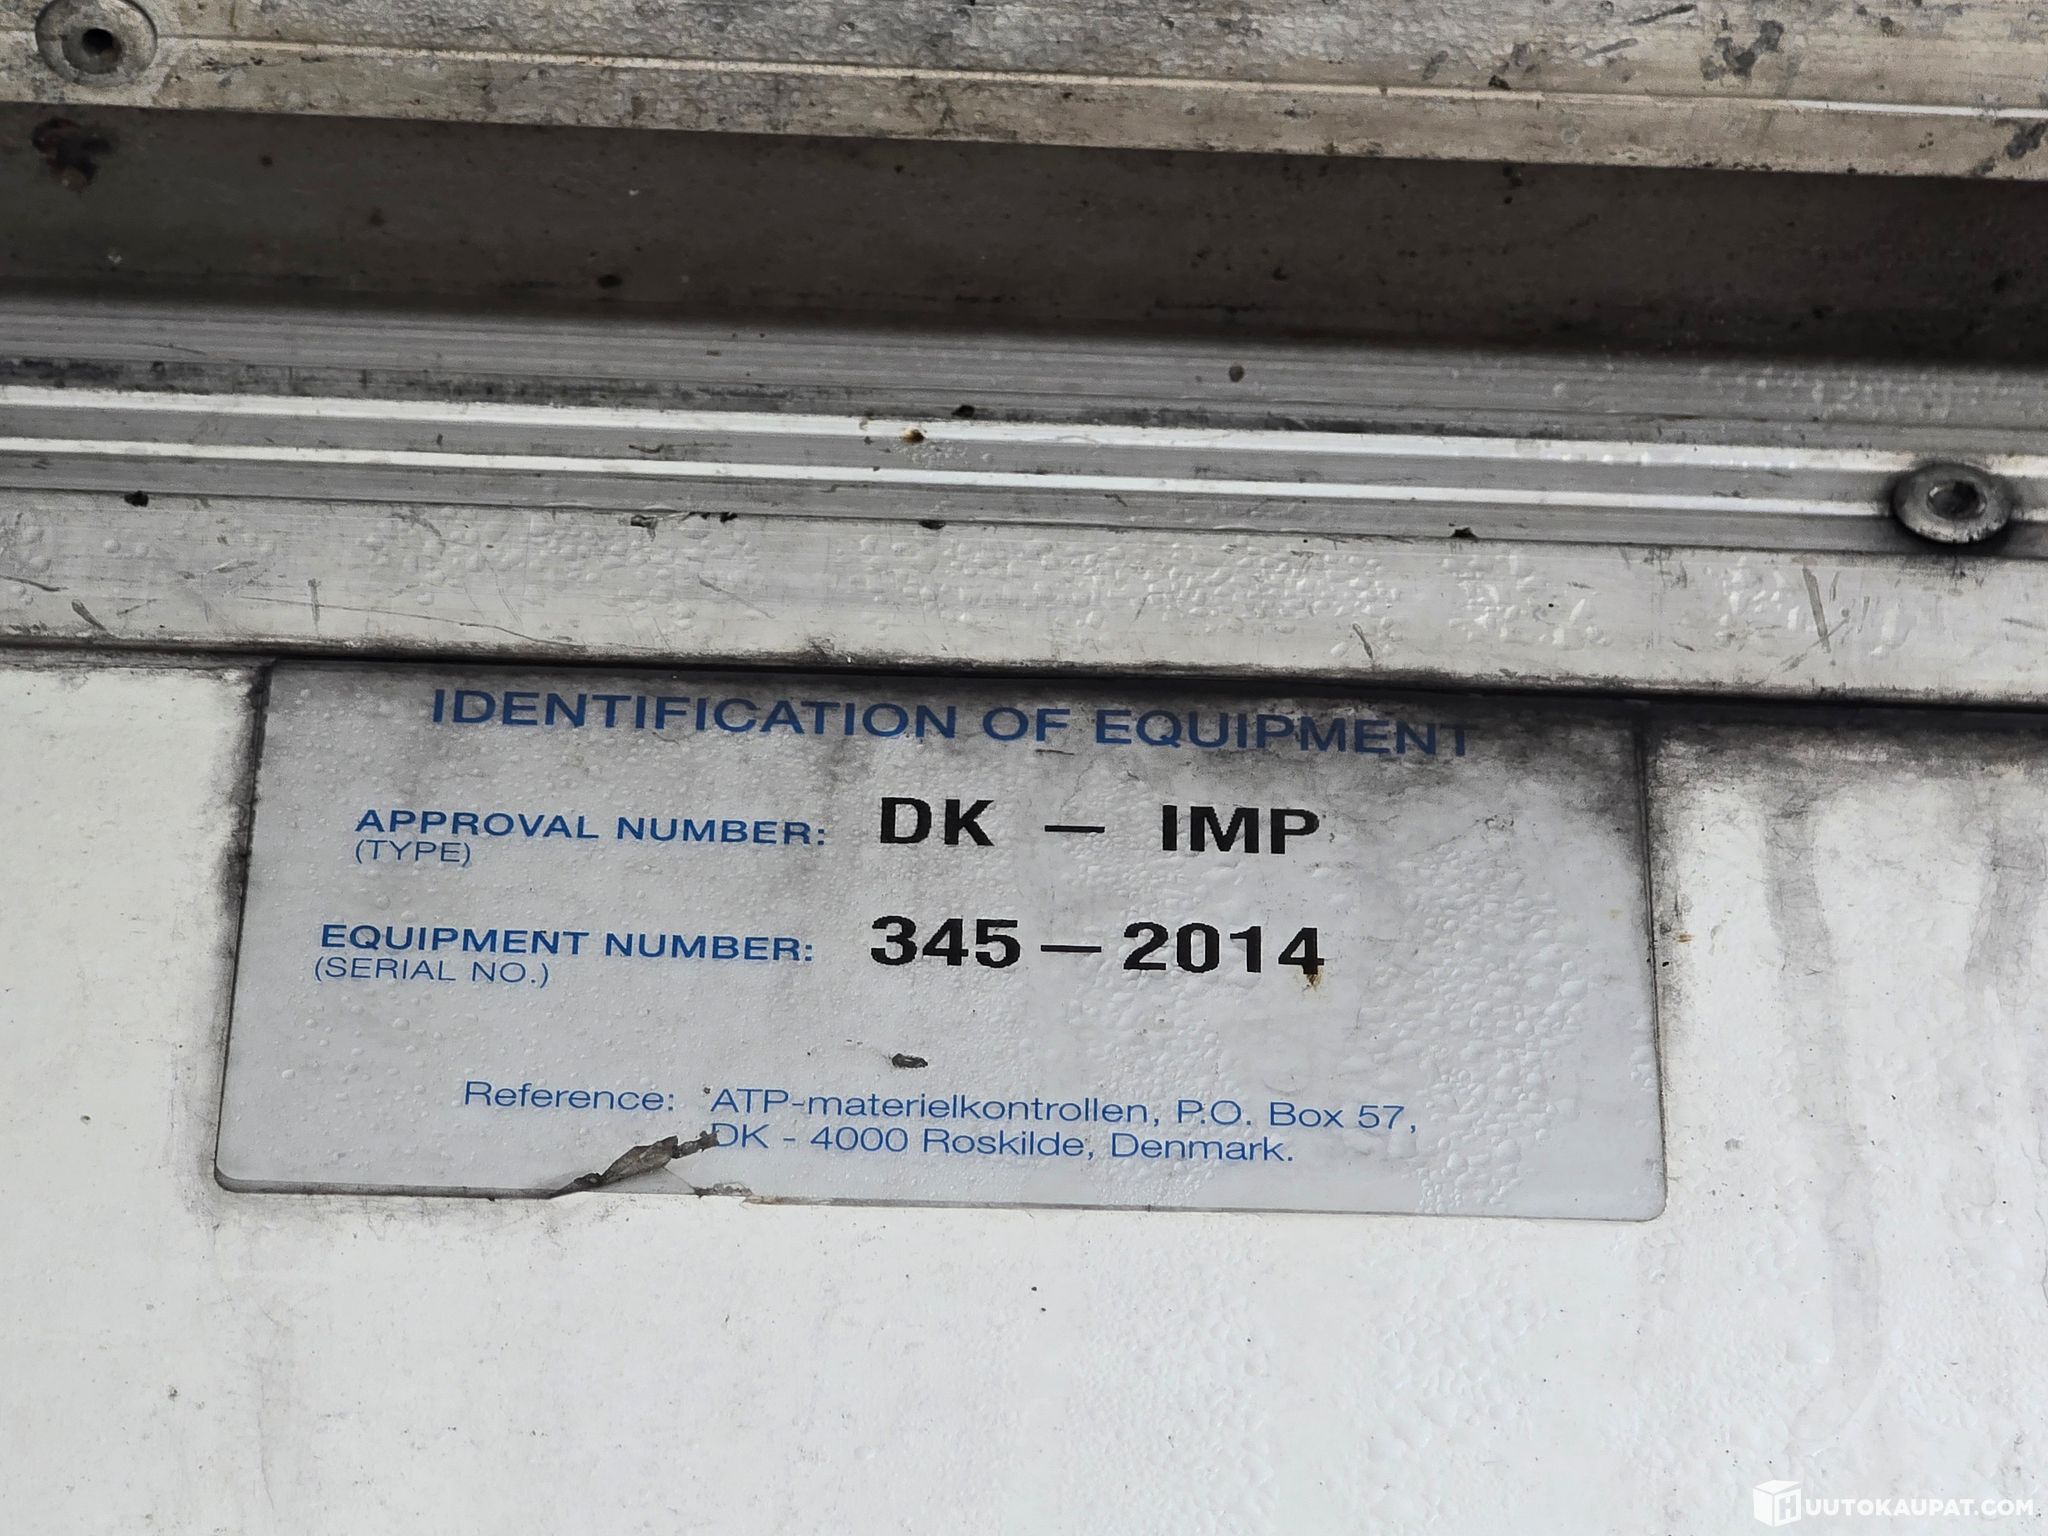 IDENTIFICATION OF EQUIPMENT
APPROVAL NUMBER: DK - IMP
(TYPE)
EQUIPMENT NUMBER: 345-2014
(SERIAL NO.)
Reference: ATP-materielkontrollen, P.O. Box 57,
DK - 4000 Roskilde, Denmark.
HUUTOKAUPAT.COM